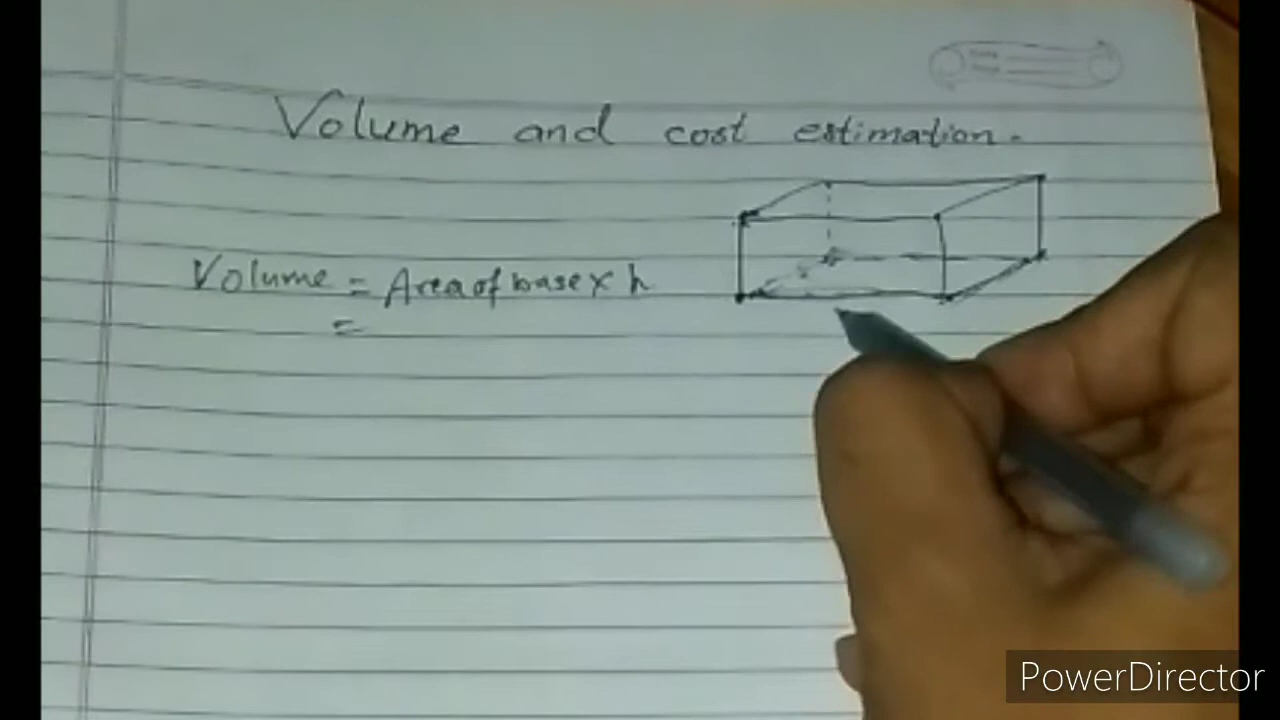 Volume and cost estimation.
Volume = Area of base x h
=
PowerDirector